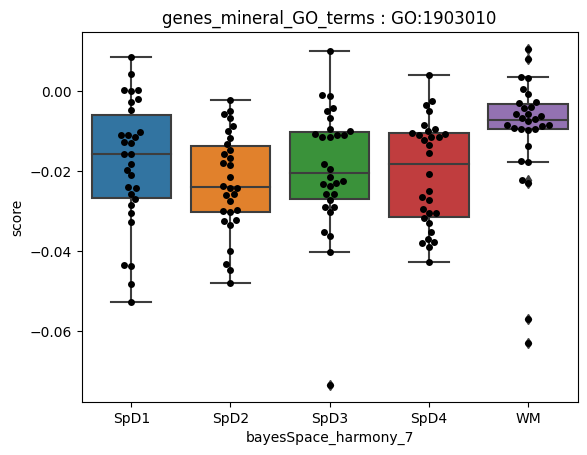 genes_mineral_GO_terms : GO:1903010
0.00
−0.02
−0.04
−0.06
score
SpD1 SpD2 SpD3 SpD4 WM
bayesSpace_harmony_7